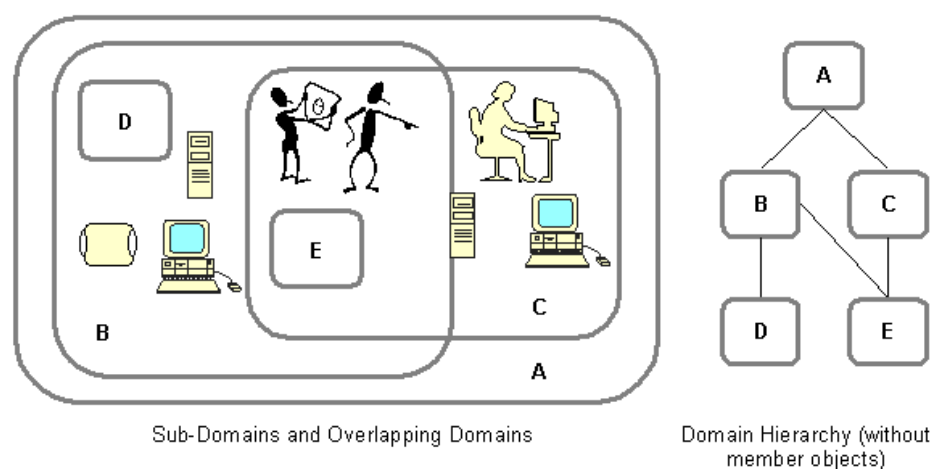 D
E
B
C
A
Sub-Domains and Overlapping Domains
A
B
C
D
E
Domain Hierarchy (without
member objects)